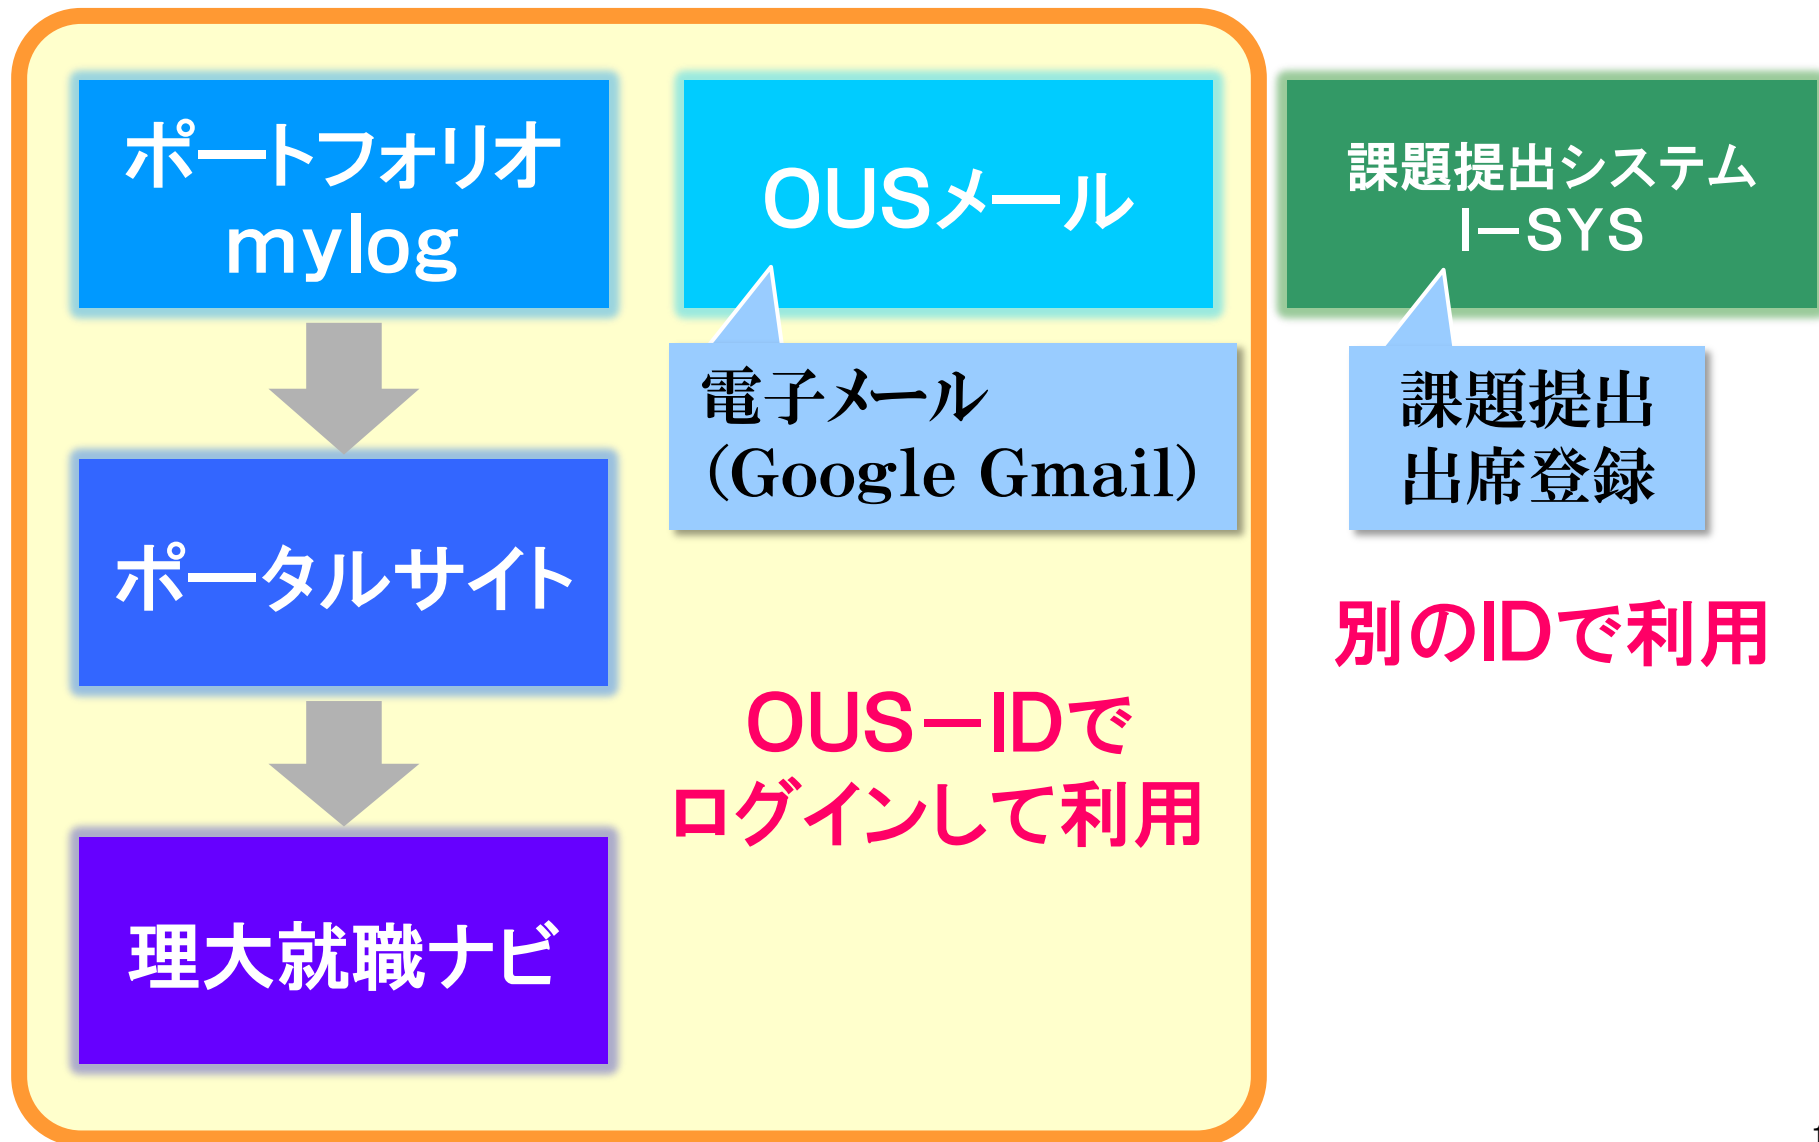 ポートフォリオ
mylog
ポータルサイト
理大就職ナビ
OUSメール
電子メール
（Google Gmail）
OUS－IDで
ログインして利用
課題提出システム
I－SYS
課題提出
出席登録
別のIDで利用